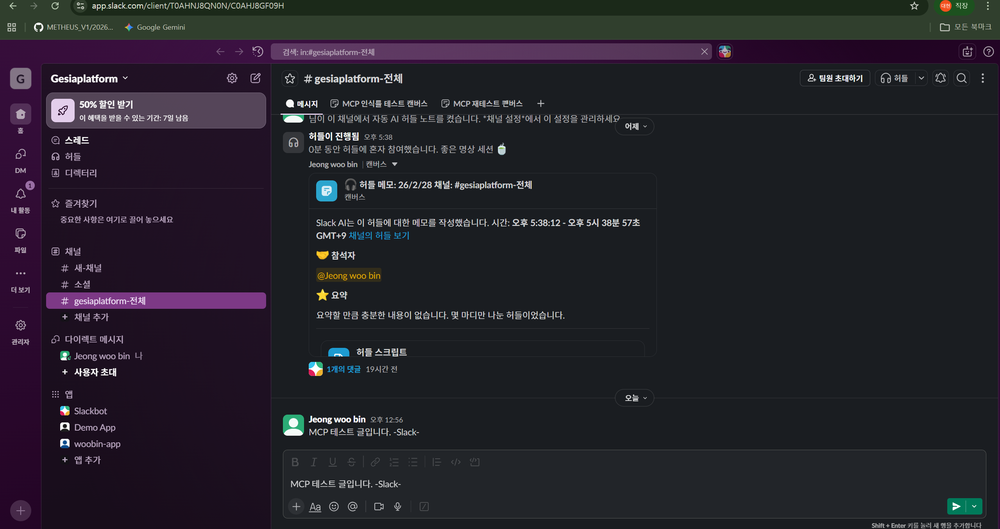 app.slack.com/client/T0AHNJ8QN0N/C0AHJ8GF09H
대현 직장
METHEUS_V1/2026...
Google Gemini
모든 북마크
검색: in:#gesiaplatform-전체
G
홈
DM
1
내 활동
파일
더 보기
관리자
Gesiaplatform
50% 할인 받기
이 혜택을 받을 수 있는 기간: 7일 남음
스레드
허들
디렉터리
즐겨찾기
중요한 사항은 여기로 끌어 놓으세요
채널
# 새-채널
# 소셜
# gesiaplatform-전체
+ 채널 추가
다이렉트 메시지
Jeong woo bin 나
+ 사용자 초대
앱
Slackbot
Demo App
woobin-app
+ 앱 추가
# gesiaplatform-전체
팀원 초대하기
허들
메시지
MCP 인식률 테스트 캔버스
MCP 재테스트 퀜버스
님이 이 채널에서 자동 AI 허들 노트를 켰습니다. *채널 설정*에서 이 설정을 관리하세요
어제
허들이 진행됨 오후 5:38
0분 동안 허들에 혼자 참여했습니다. 좋은 명상 세션 🍵
Jeong woo bin | 캔버스
🎧 허들 메모: 26/2/28 채널: #gesiaplatform-전체
캔버스
Slack AI는 이 허들에 대한 메모를 작성했습니다. 시간: 오후 5:38:12 - 오후 5시 38분 57초
GMT+9 채널의 허들 보기
🤝 참석자
@Jeong woo bin
⭐ 요약
요약할 만큼 충분한 내용이 없습니다. 몇 마디만 나눈 허들이었습니다.
허들 스크립트
1개의 댓글 19시간 전
오늘
Jeong woo bin 오후 12:56
MCP 테스트 글입니다. -Slack-
MCP 테스트 글입니다. -Slack-
Shift + Enter 키를 눌러 새 행을 추가합니다